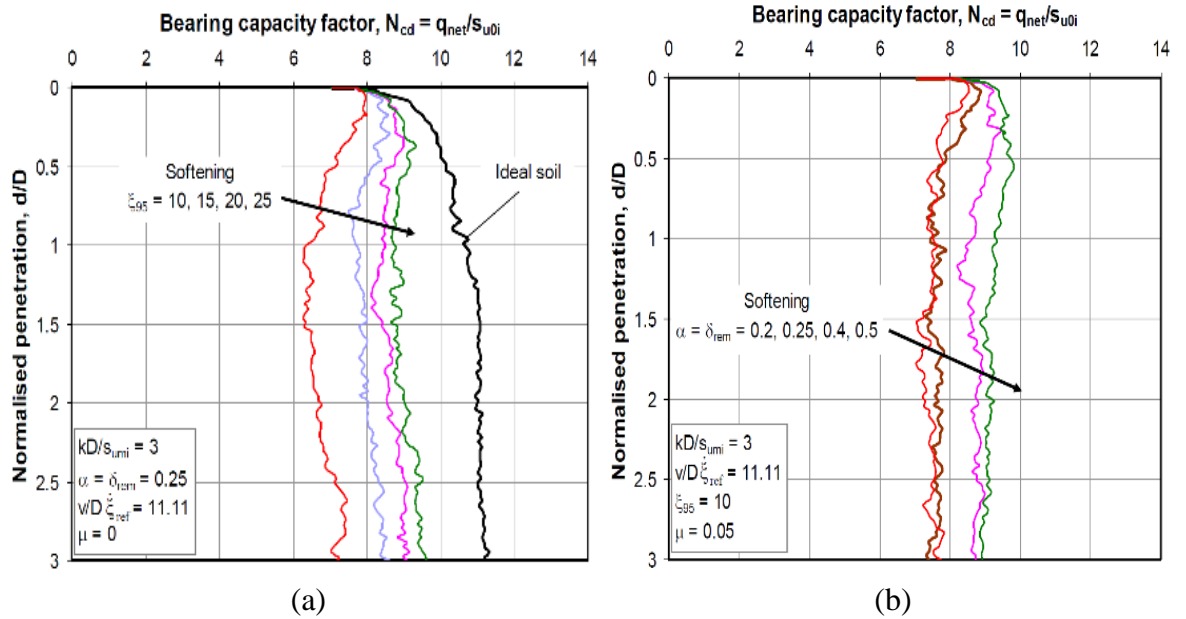 Bearing capacity factor, N_cd = q_net/s_u0i
0 2 4 6 8 10 12 14
Normalised penetration, d/D
0
0.5
1
1.5
2
2.5
3
Softening
ξ_95 = 10, 15, 20, 25
Ideal soil
kD/s_umi = 3
α = δ_rem = 0.25
v/Dξ̇_ref = 11.11
μ = 0
(a)
Bearing capacity factor, N_cd = q_net/s_u0i
0 2 4 6 8 10 12 14
Normalised penetration, d/D
0
0.5
1
1.5
2
2.5
3
Softening
α = δ_rem = 0.2, 0.25, 0.4, 0.5
kD/s_umi = 3
v/Dξ̇_ref = 11.11
ξ_95 = 10
μ = 0.05
(b)